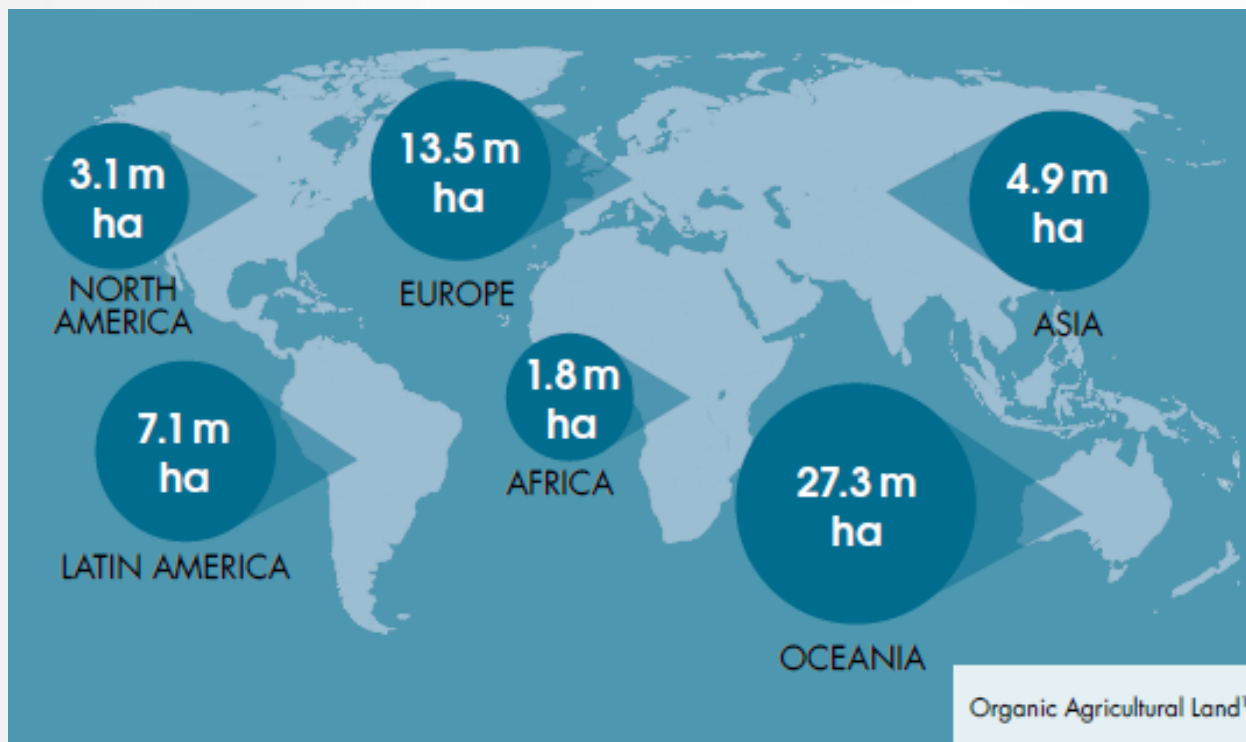 3.1 m
ha
NORTH
AMERICA
13.5 m
ha
EUROPE
4.9 m
ha
ASIA
7.1 m
ha
LATIN AMERICA
1.8 m
ha
AFRICA
27.3 m
ha
OCEANIA
Organic Agricultural Land¹